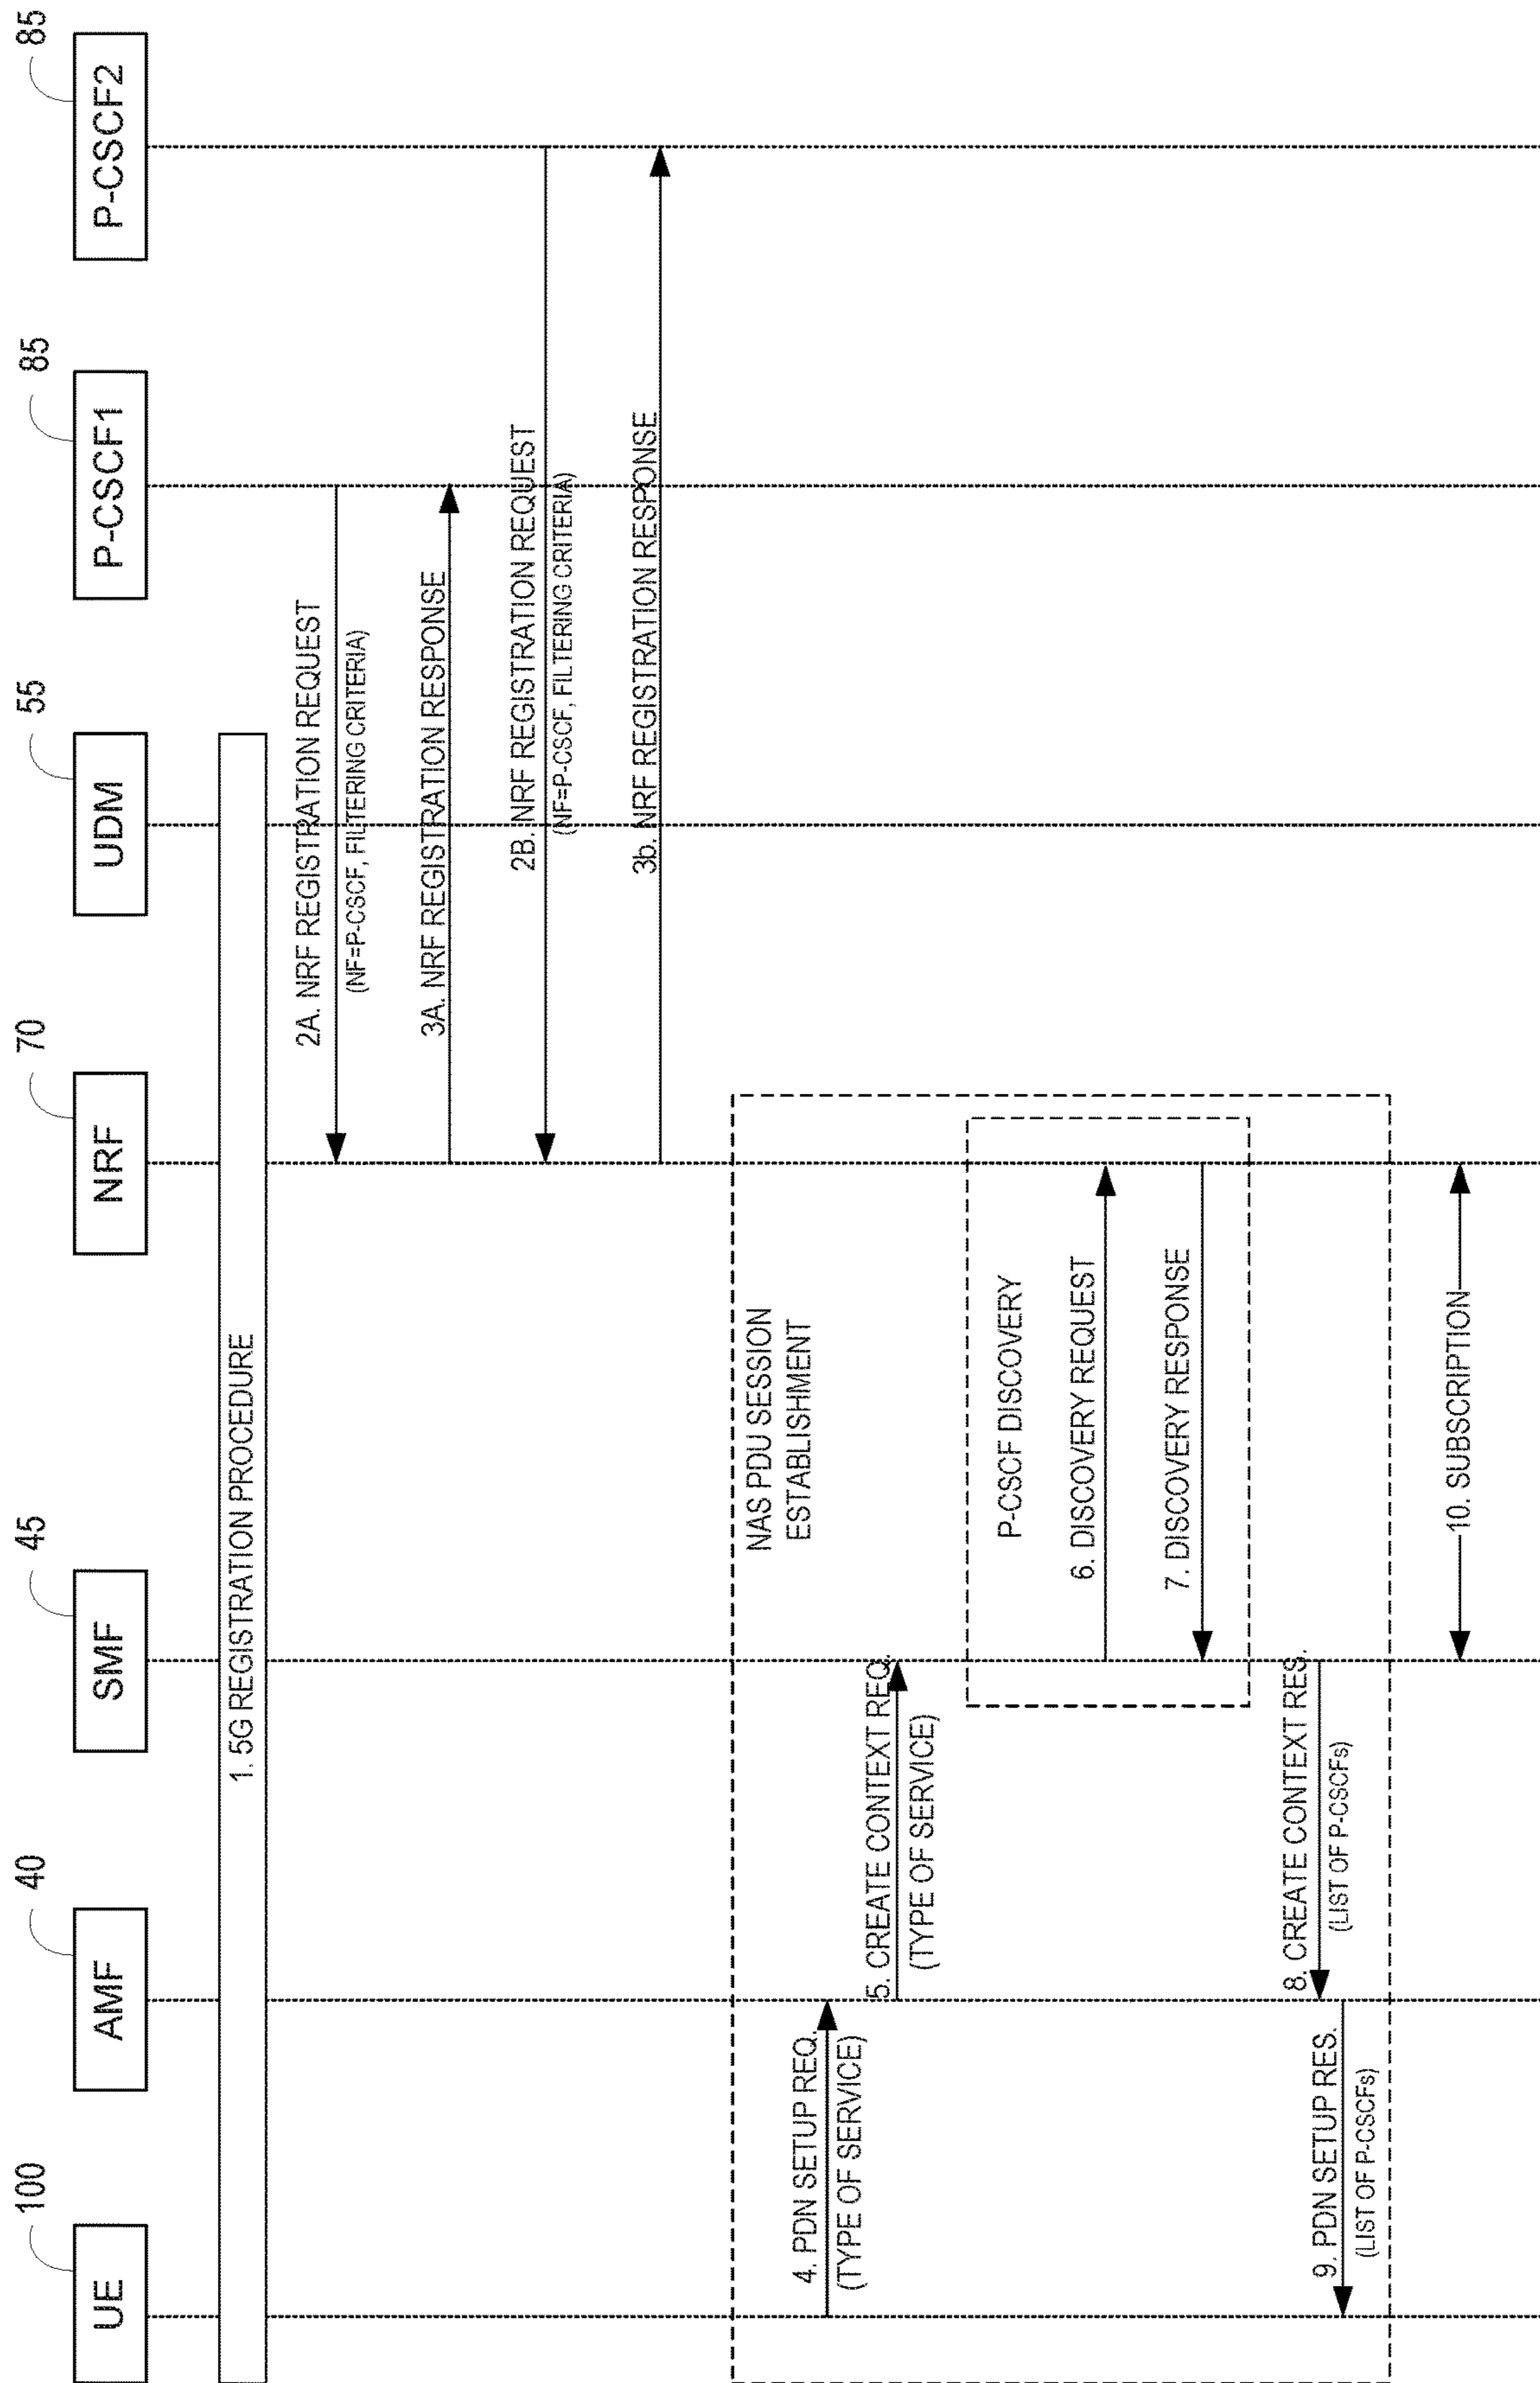 100
40
45
70
55
85
85
UE
AMF
SMF
NRF
UDM
P-CSCF1
P-CSCF2
1. 5G REGISTRATION PROCEDURE
2A. NRF REGISTRATION REQUEST
(NF=P-CSCF, FILTERING CRITERIA)
3A. NRF REGISTRATION RESPONSE
2B. NRF REGISTRATION REQUEST
(NF=P-CSCF, FILTERING CRITERIA)
3b. NRF REGISTRATION RESPONSE
NAS PDU SESSION
ESTABLISHMENT
4. PDN SETUP REQ.
(TYPE OF SERVICE)
5. CREATE CONTEXT REQ.
(TYPE OF SERVICE)
P-CSCF DISCOVERY
6. DISCOVERY REQUEST
7. DISCOVERY RESPONSE
8. CREATE CONTEXT RES.
(LIST OF P-CSCFs)
9. PDN SETUP RES.
(LIST OF P-CSCFs)
10. SUBSCRIPTION